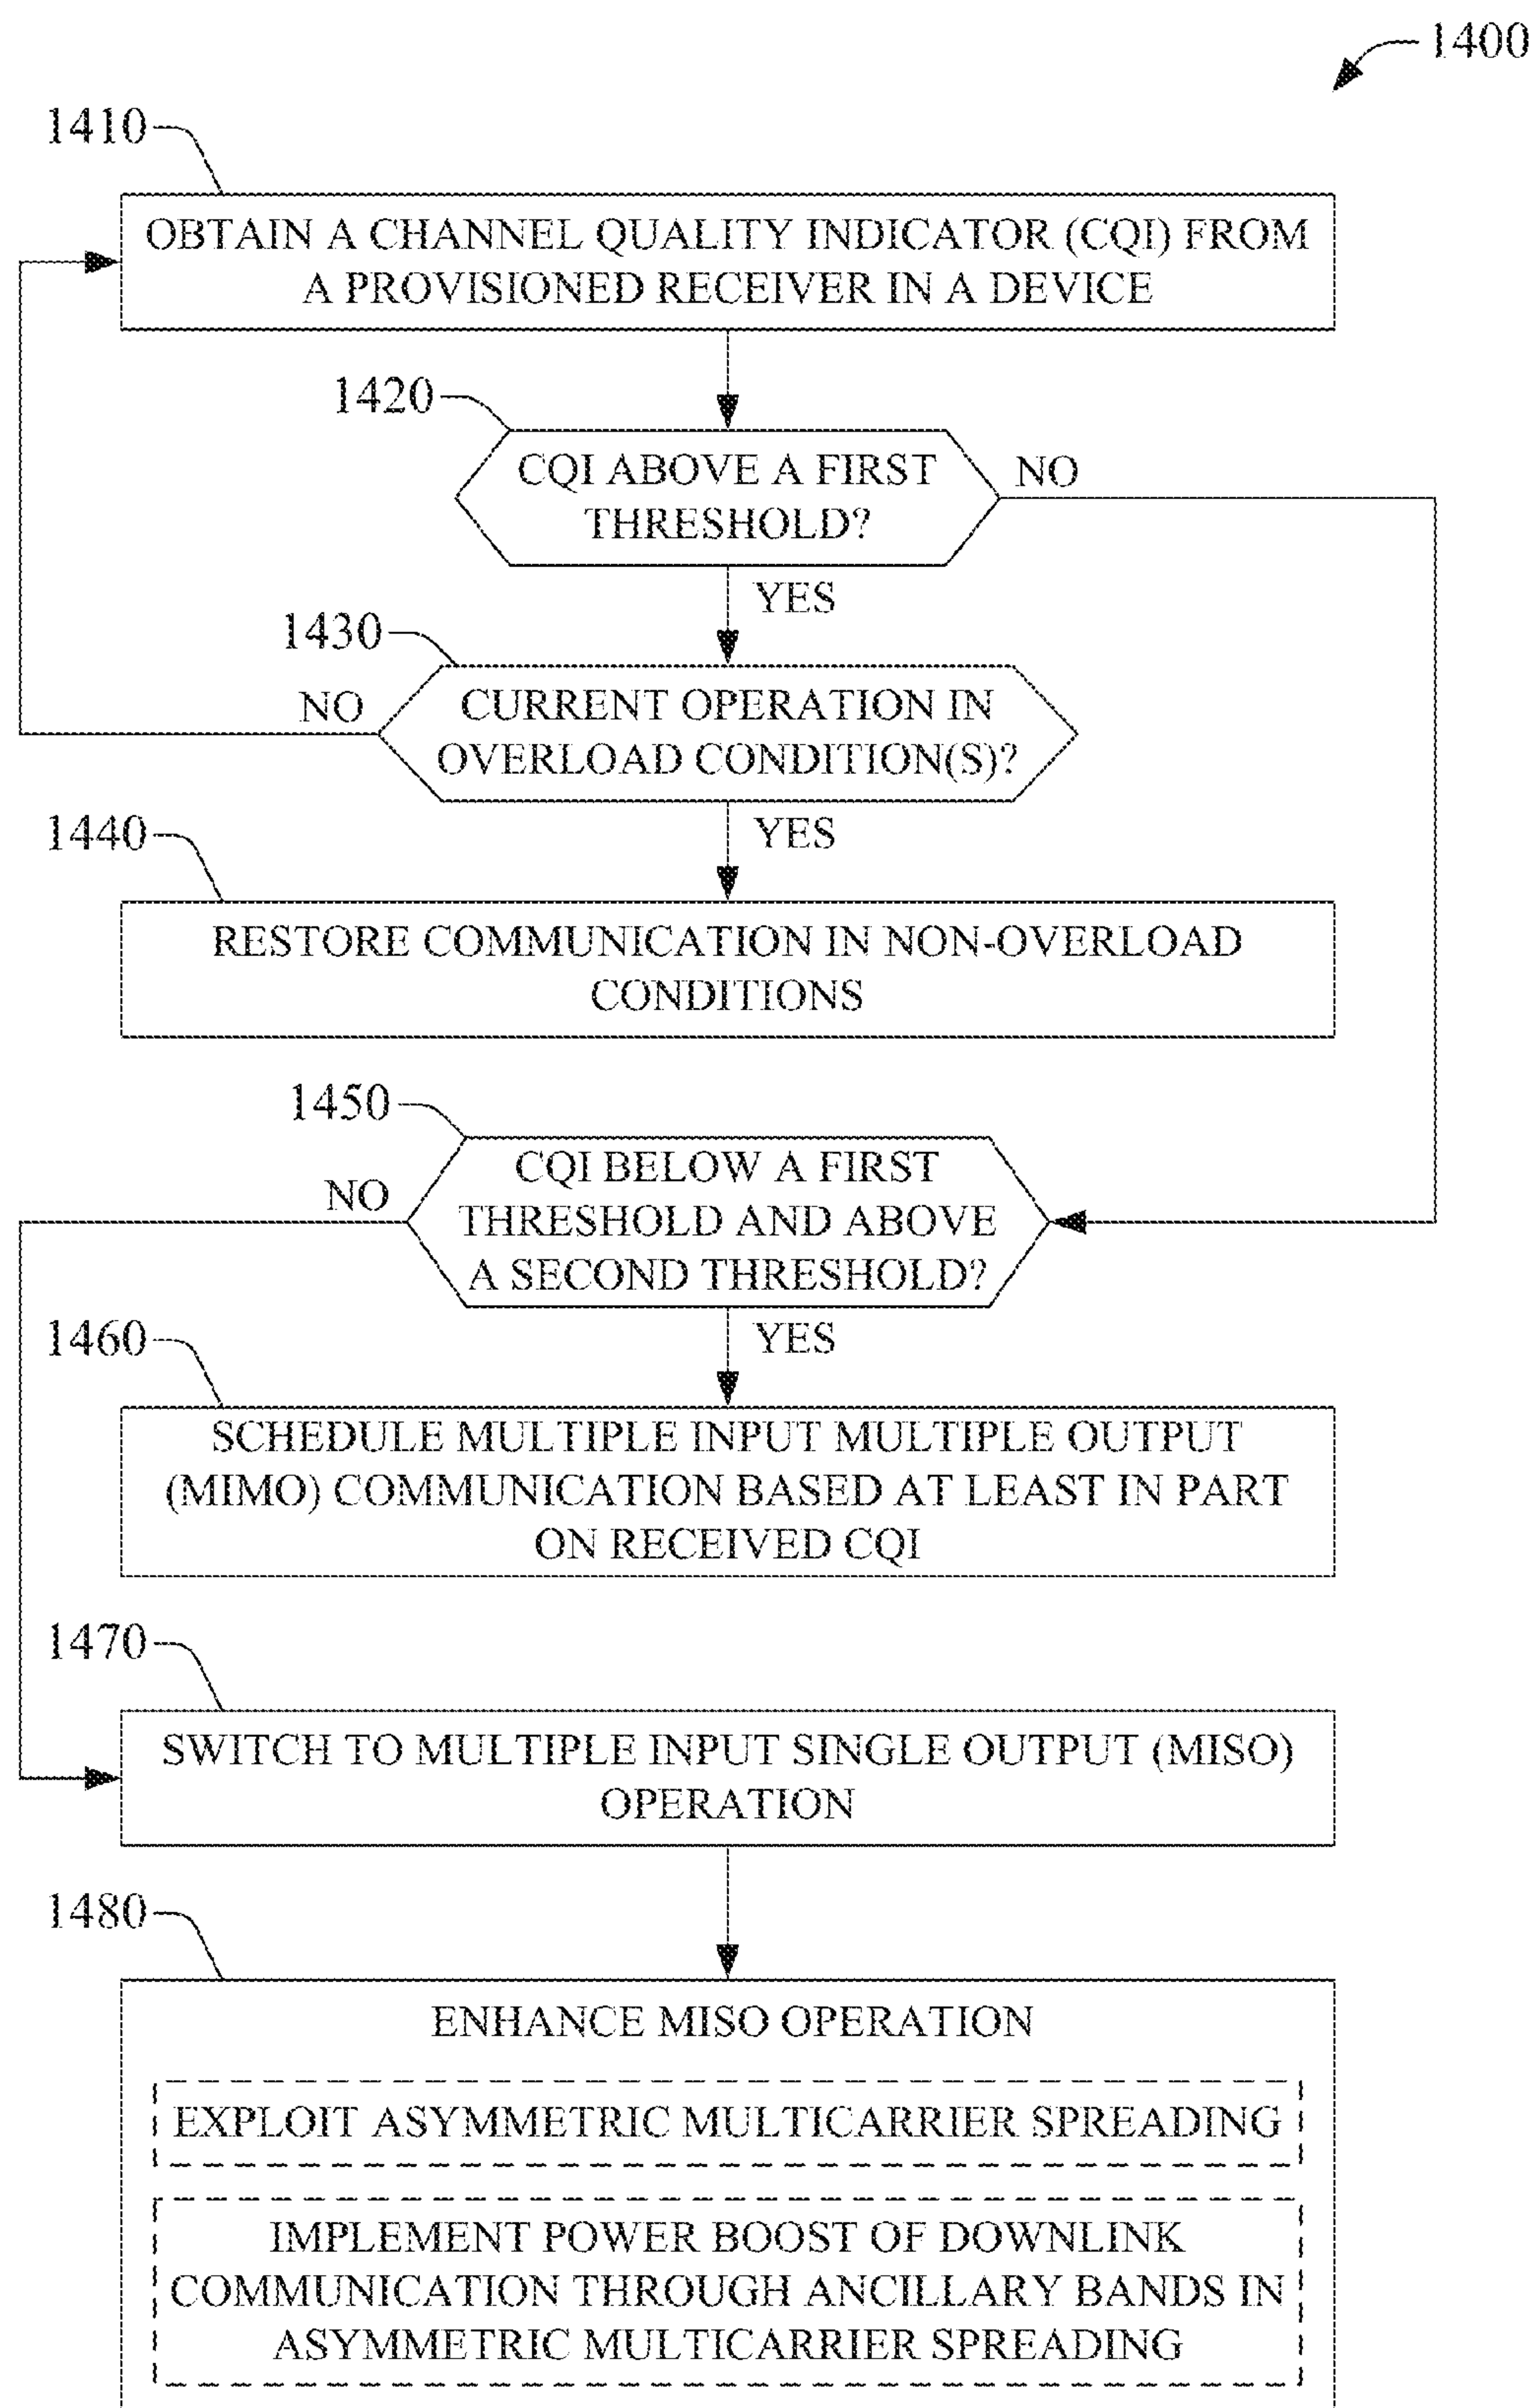 1400
1410
OBTAIN A CHANNEL QUALITY INDICATOR (CQI) FROM
A PROVISIONED RECEIVER IN A DEVICE
1420
CQI ABOVE A FIRST
THRESHOLD?
NO
YES
1430
CURRENT OPERATION IN
OVERLOAD CONDITION(S)?
NO
YES
1440
RESTORE COMMUNICATION IN NON-OVERLOAD
CONDITIONS
1450
CQI BELOW A FIRST
THRESHOLD AND ABOVE
A SECOND THRESHOLD?
NO
YES
1460
SCHEDULE MULTIPLE INPUT MULTIPLE OUTPUT
(MIMO) COMMUNICATION BASED AT LEAST IN PART
ON RECEIVED CQI
1470
SWITCH TO MULTIPLE INPUT SINGLE OUTPUT (MISO)
OPERATION
1480
ENHANCE MISO OPERATION
EXPLOIT ASYMMETRIC MULTICARRIER SPREADING
IMPLEMENT POWER BOOST OF DOWNLINK
COMMUNICATION THROUGH ANCILLARY BANDS IN
ASYMMETRIC MULTICARRIER SPREADING